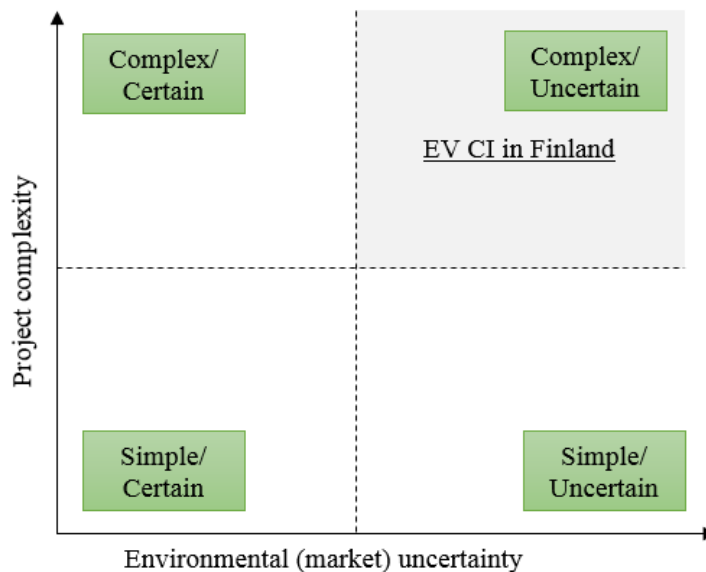 Complex/
Certain
Complex/
Uncertain
EV CI in Finland
Project complexity
Simple/
Certain
Simple/
Uncertain
Environmental (market) uncertainty